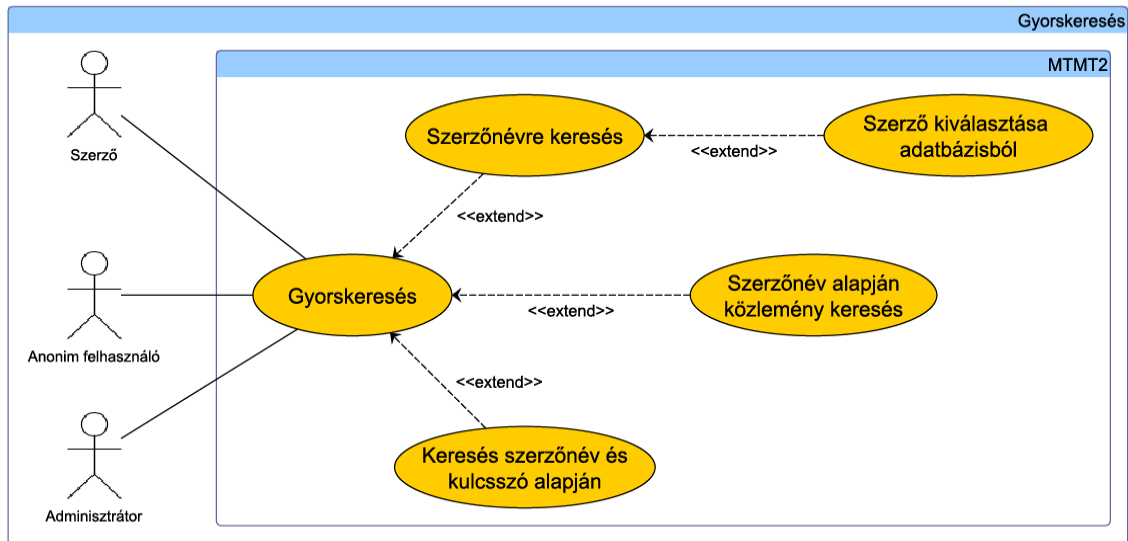 Gyorskeresés
MTMT2
Szerző
Szerzőnévre keresés
<<extend>>
Szerző kiválasztása
adatbázisból
<<extend>>
Anonim felhasználó
Gyorskeresés
<<extend>>
Szerzőnév alapján
közlemény keresés
<<extend>>
Adminisztrátor
Keresés szerzőnév és
kulcsszó alapján